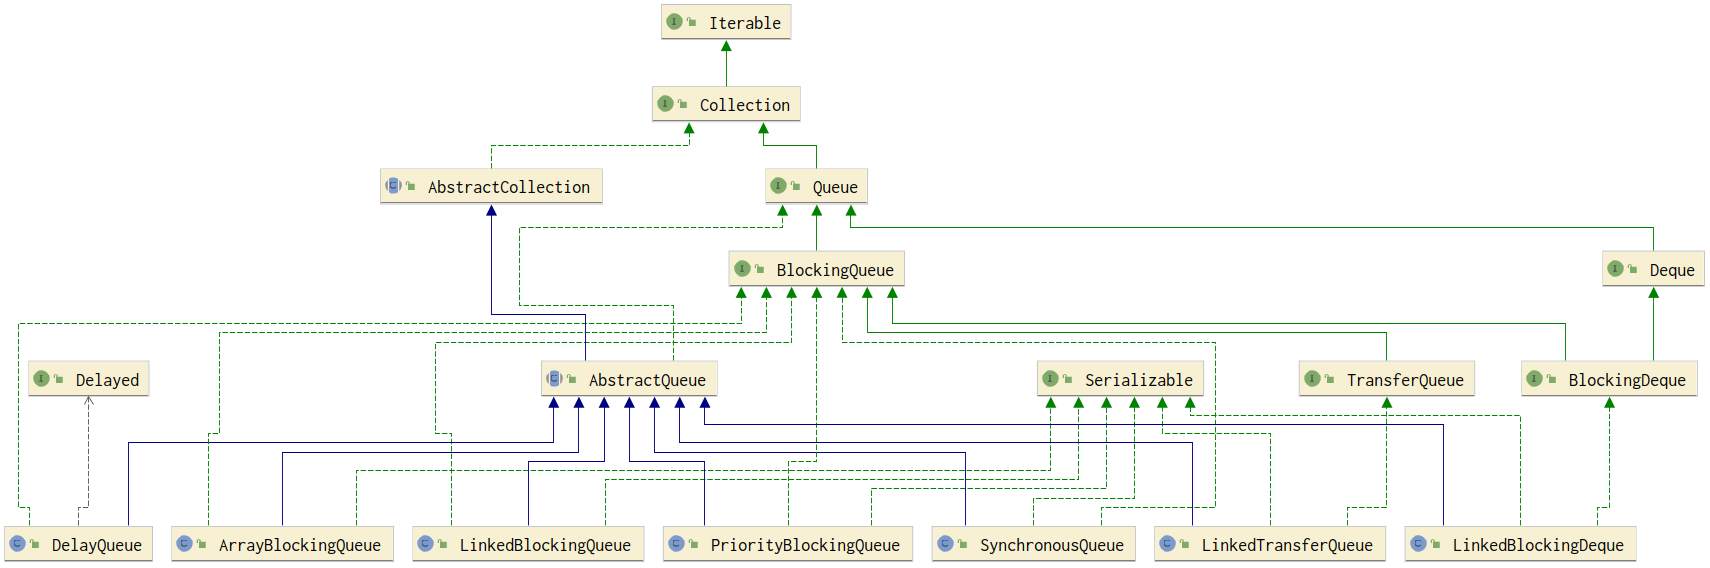 Iterable
Collection
AbstractCollection
Queue
BlockingQueue
Deque
Delayed
AbstractQueue
Serializable
TransferQueue
BlockingDeque
DelayQueue
ArrayBlockingQueue
LinkedBlockingQueue
PriorityBlockingQueue
SynchronousQueue
LinkedTransferQueue
LinkedBlockingDeque